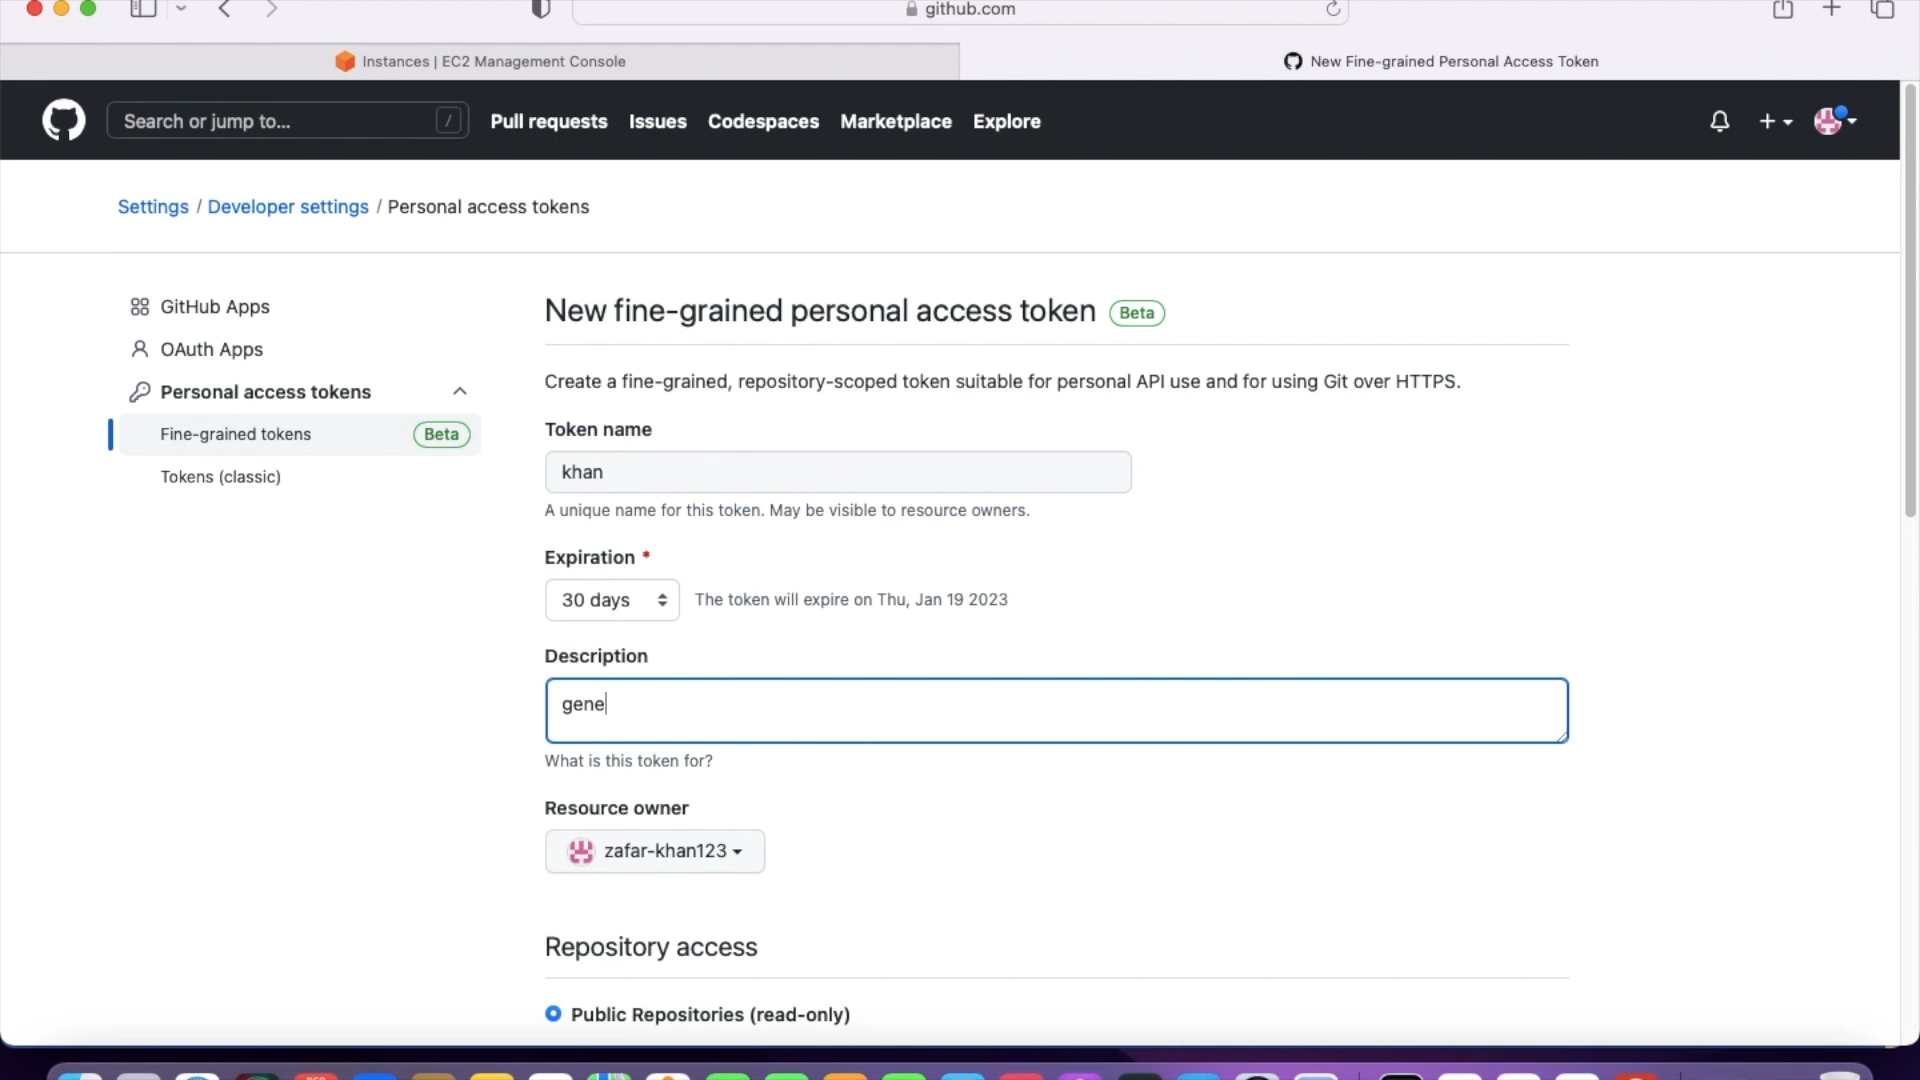 github.com
Instances | EC2 Management Console
New Fine-grained Personal Access Token
Search or jump to...
/
Pull requests
Issues
Codespaces
Marketplace
Explore
Settings / Developer settings / Personal access tokens
GitHub Apps
OAuth Apps
Personal access tokens
Fine-grained tokens
Beta
Tokens (classic)
New fine-grained personal access token
Beta
Create a fine-grained, repository-scoped token suitable for personal API use and for using Git over HTTPS.
Token name
khan
A unique name for this token. May be visible to resource owners.
Expiration *
30 days
The token will expire on Thu, Jan 19 2023
Description
gene
What is this token for?
Resource owner
zafar-khan123
Repository access
Public Repositories (read-only)